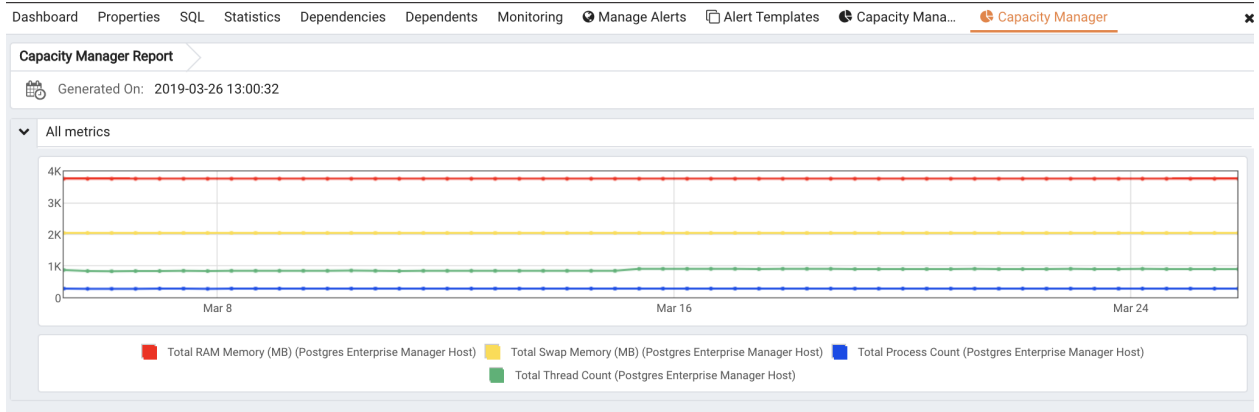 Dashboard Properties SQL Statistics Dependencies Dependents Monitoring Manage Alerts Alert Templates Capacity Mana... Capacity Manager
Capacity Manager Report
Generated On: 2019-03-26 13:00:32
All metrics
4K
3K
2K
1K
0
Mar 8 Mar 16 Mar 24
Total RAM Memory (MB) (Postgres Enterprise Manager Host) Total Swap Memory (MB) (Postgres Enterprise Manager Host) Total Process Count (Postgres Enterprise Manager Host)
Total Thread Count (Postgres Enterprise Manager Host)